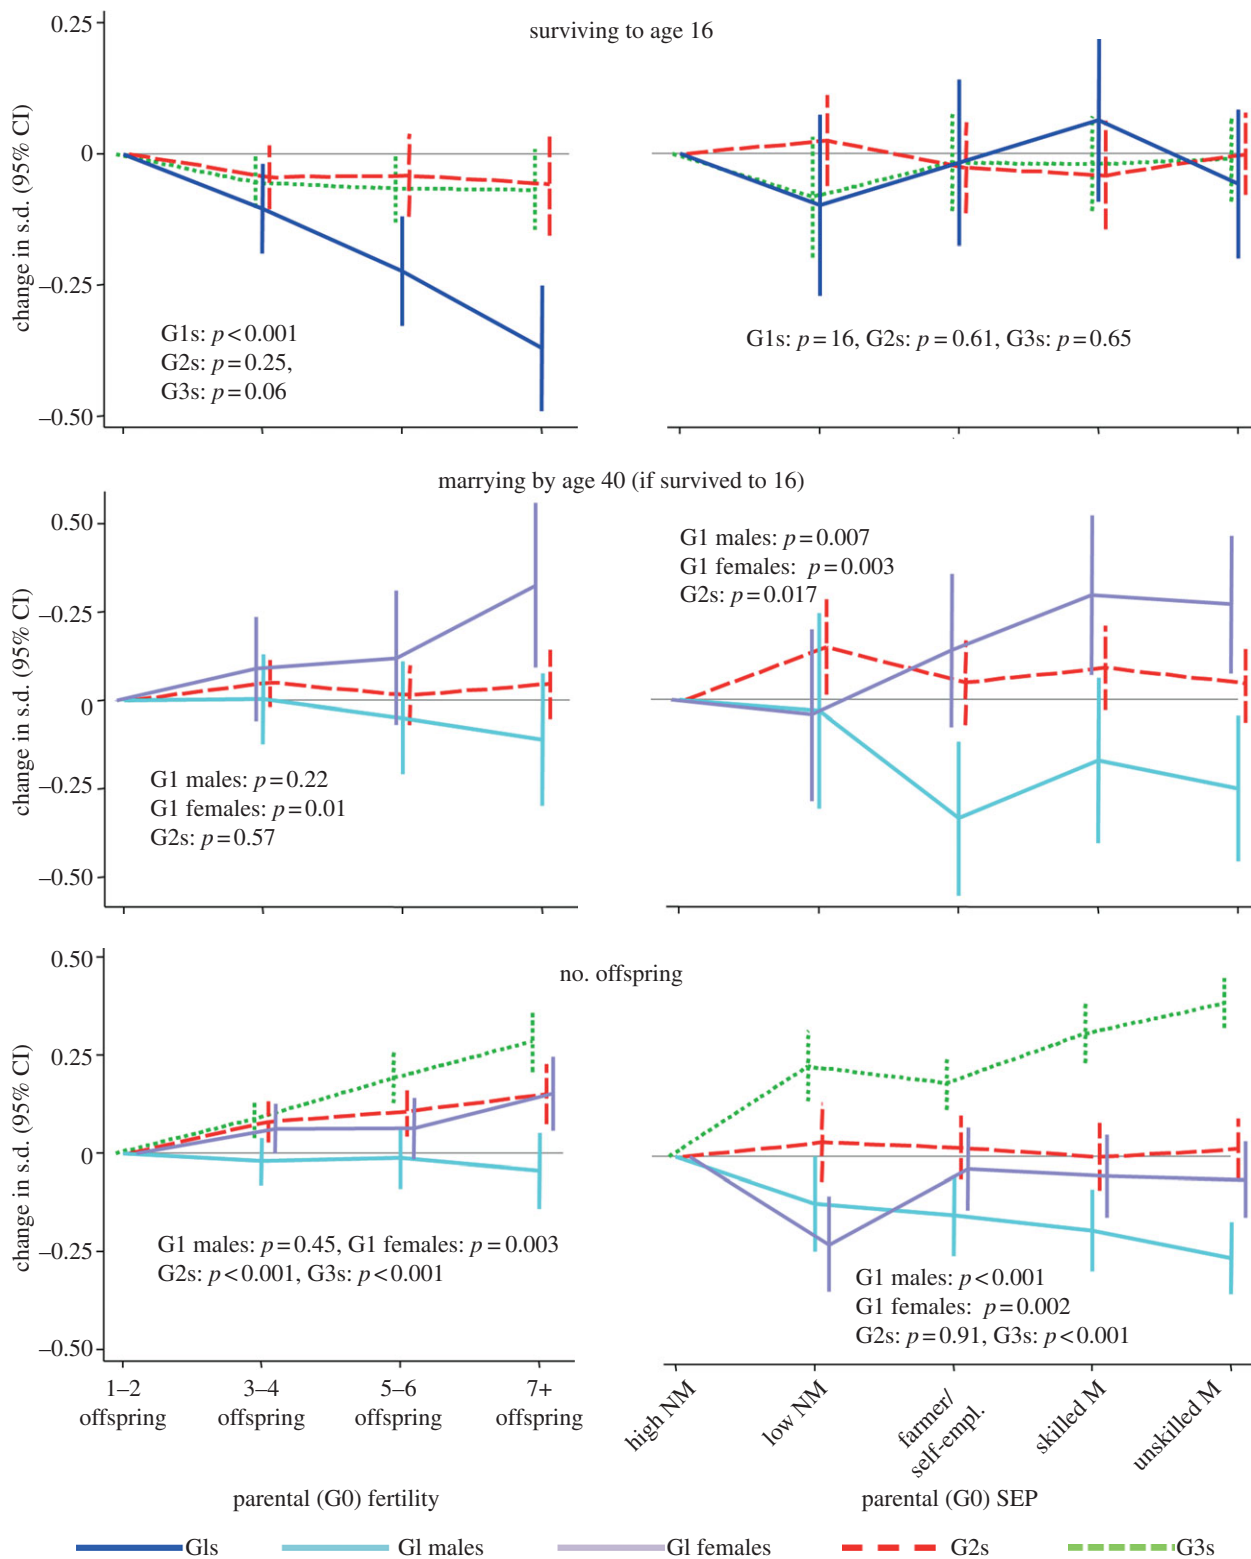 surviving to age 16
change in s.d. (95% CI)
0.25
0
–0.25
–0.50
G1s: p<0.001
G2s: p=0.25,
G3s: p=0.06
G1s: p=16, G2s: p=0.61, G3s: p=0.65
marrying by age 40 (if survived to 16)
change in s.d. (95% CI)
0.50
–0.25
0
–0.25
–0.50
G1 males: p=0.22
G1 females: p=0.01
G2s: p=0.57
G1 males: p=0.007
G1 females: p=0.003
G2s: p=0.017
no. offspring
change in s.d. (95% CI)
0.50
0.25
0
–0.25
–0.50
G1 males: p=0.45, G1 females: p=0.003
G2s: p<0.001, G3s: p<0.001
G1 males: p<0.001
G1 females: p=0.002
G2s: p=0.91, G3s: p<0.001
1–2
offspring
3–4
offspring
5–6
offspring
7+
offspring
high NM
low NM
farmer/
self-empl.
skilled M
unskilled M
parental (G0) fertility
parental (G0) SEP
Gls
Gl males
Gl females
G2s
G3s